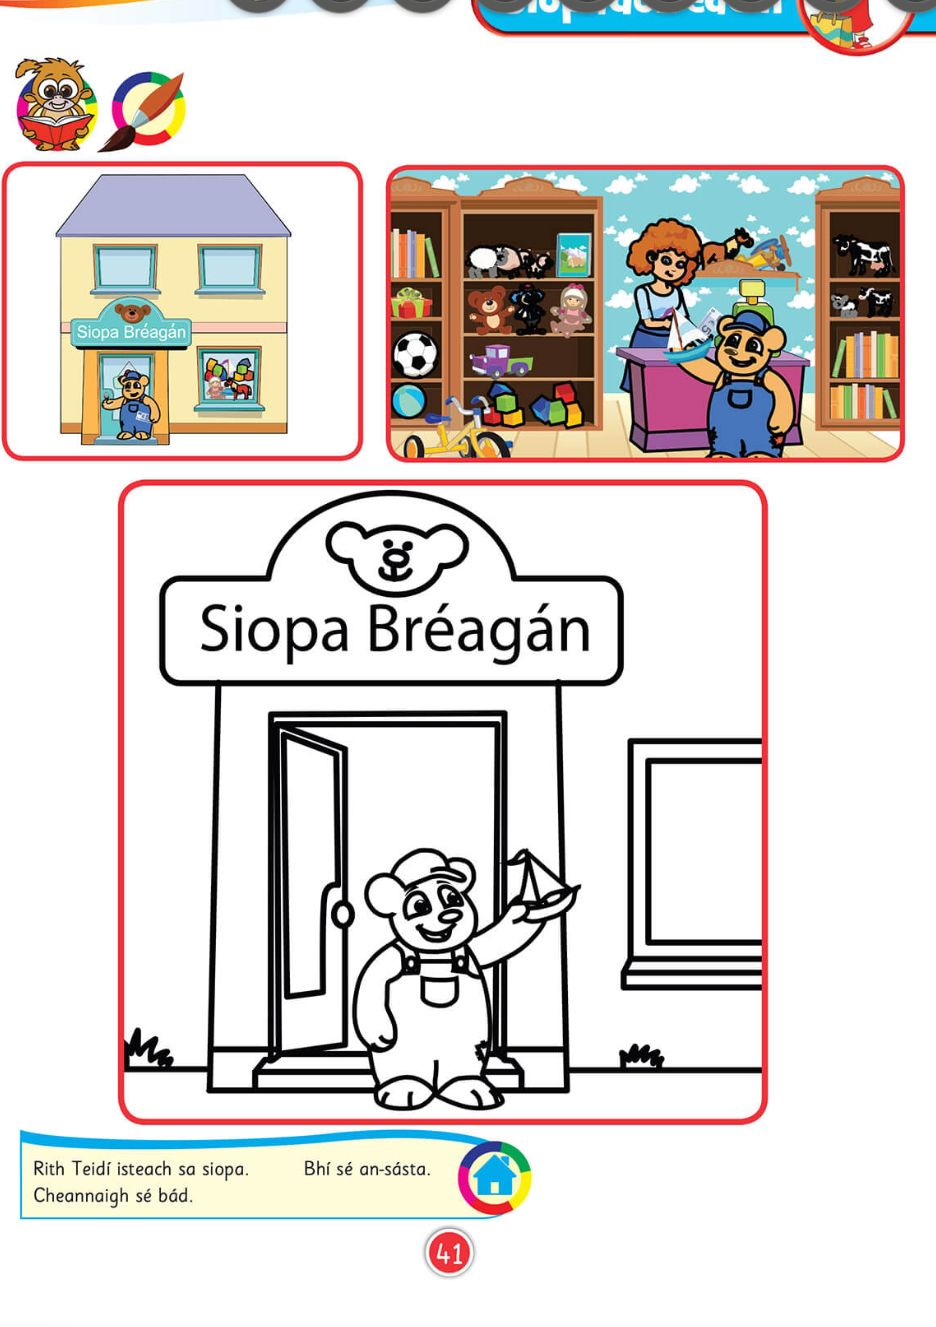 Siopa Bréagán
Siopa Bréagán
Rith Teidí isteach sa siopa.
Cheannaigh sé bád.
Bhí sé an-sásta.
41